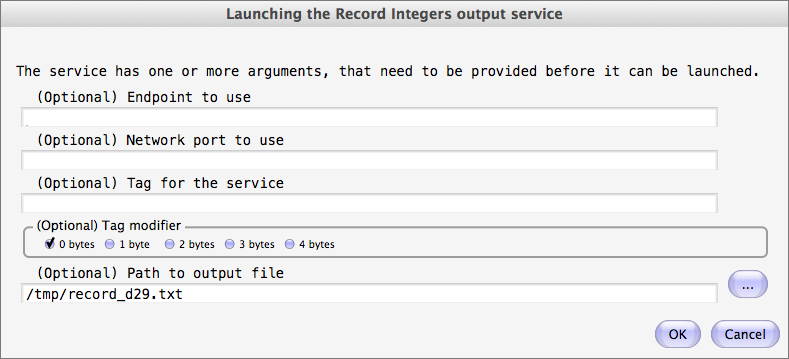 Launching the Record Integers output service
The service has one or more arguments, that need to be provided before it can be launched.
(Optional) Endpoint to use
(Optional) Network port to use
(Optional) Tag for the service
(Optional) Tag modifier
0 bytes 1 byte 2 bytes 3 bytes 4 bytes
(Optional) Path to output file
/tmp/record_d29.txt
...
OK Cancel